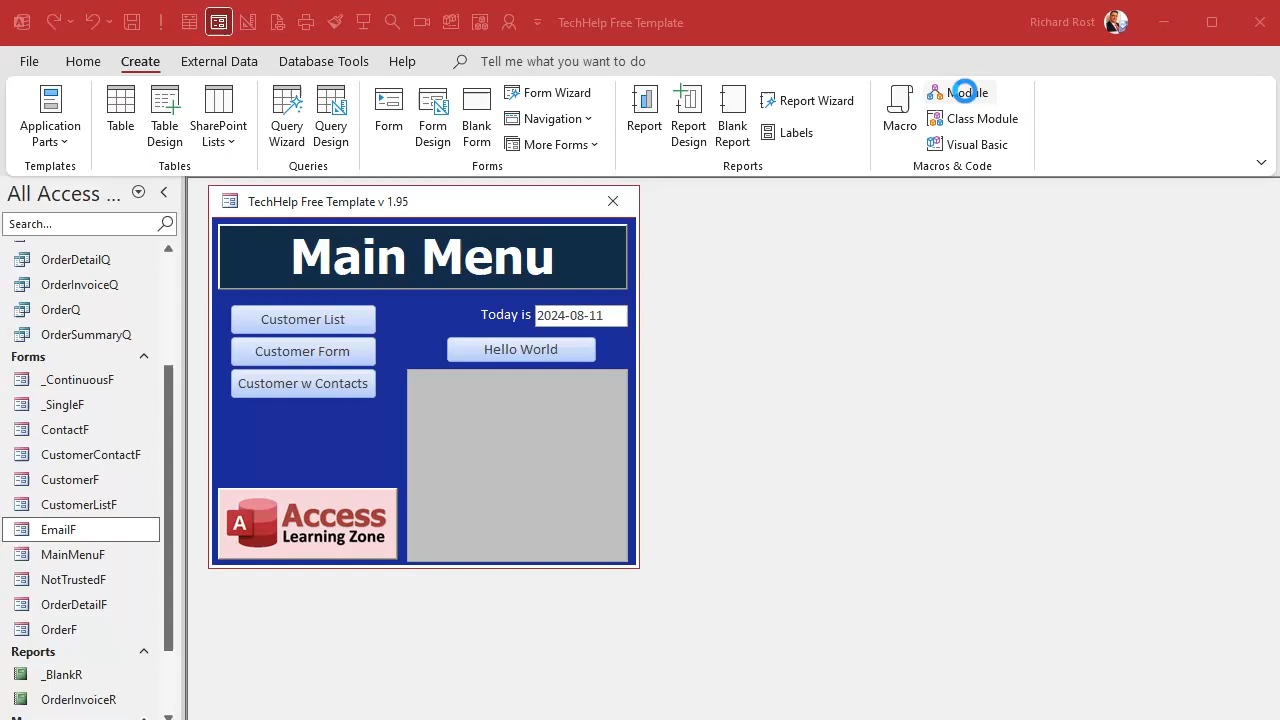 TechHelp Free Template
Richard Rost
File
Home
Create
External Data
Database Tools
Help
Tell me what you want to do
Application
Parts
Templates
Table
Table
Design
SharePoint
Lists
Tables
Query
Wizard
Query
Design
Queries
Form
Form
Design
Blank
Form
Form Wizard
Navigation
More Forms
Forms
Report
Report
Design
Blank
Report
Report Wizard
Labels
Reports
Macro
Module
Class Module
Visual Basic
Macros & Code
All Access ...
Search...
OrderDetailQ
OrderInvoiceQ
OrderQ
OrderSummaryQ
Forms
_ContinuousF
_SingleF
ContactF
CustomerContactF
CustomerF
CustomerListF
EmailF
MainMenuF
NotTrustedF
OrderDetailF
OrderF
Reports
_BlankR
OrderInvoiceR
TechHelp Free Template v 1.95
Main Menu
Customer List
Customer Form
Customer w Contacts
Today is 2024-08-11
Hello World
A Access
Learning Zone